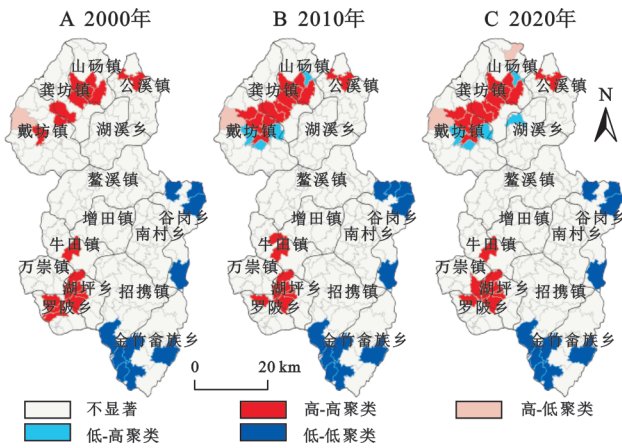 A 2000年
B 2010年
C 2020年
N
山砀镇
公溪镇
龚坊镇
戴坊镇
湖溪乡
鳌溪镇
增田镇
谷岗乡
南村乡
牛田镇
万崇镇
湖坪乡
招携镇
罗陂乡
金竹畲族乡
山砀镇
公溪镇
龚坊镇
戴坊镇
湖溪乡
鳌溪镇
增田镇
谷岗乡
南村乡
牛田镇
万崇镇
湖坪乡
招携镇
罗陂乡
金竹畲族乡
山砀镇
公溪镇
龚坊镇
戴坊镇
湖溪乡
鳌溪镇
增田镇
谷岗乡
南村乡
牛田镇
万崇镇
湖坪乡
招携镇
罗陂乡
金竹畲族乡
0 20 km
不显著
高-高聚类
高-低聚类
低-高聚类
低-低聚类